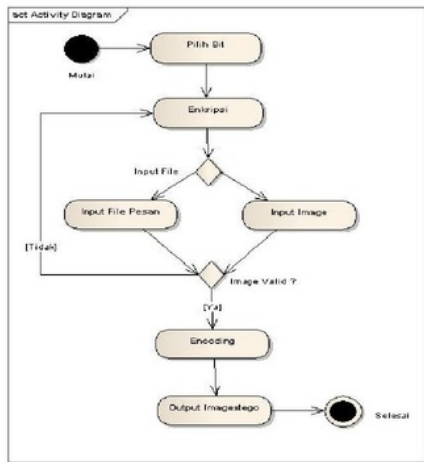 act Activity Diagram
Pilih Bit
Mulai
Enkripsi
Input File
Input File Pesan
Input Image
[Tidak]
Image Valid ?
[Ya]
Encoding
Output Imagestego
Selesai